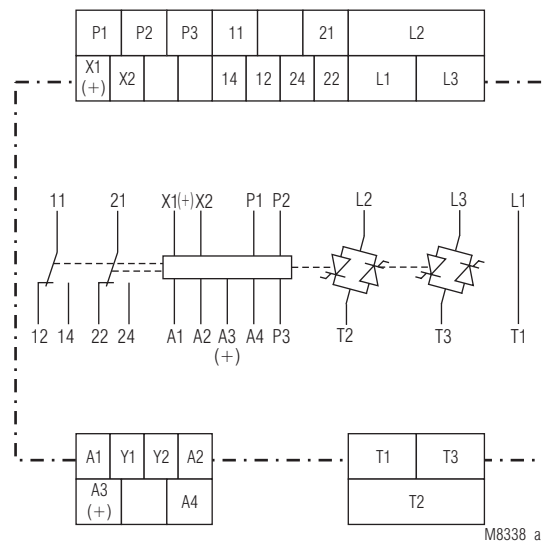 P1 P2 P3 11 21 L2
X1 (+) X2 14 12 24 22 L1 L3
11 21 X1(+) X2 P1 P2 L2 L3 L1
12 14 22 24 A1 A2 A3 (+) A4 P3 T2 T3 T1
A1 Y1 Y2 A2 T1 T3
A3 (+) A4 T2
M8338_a